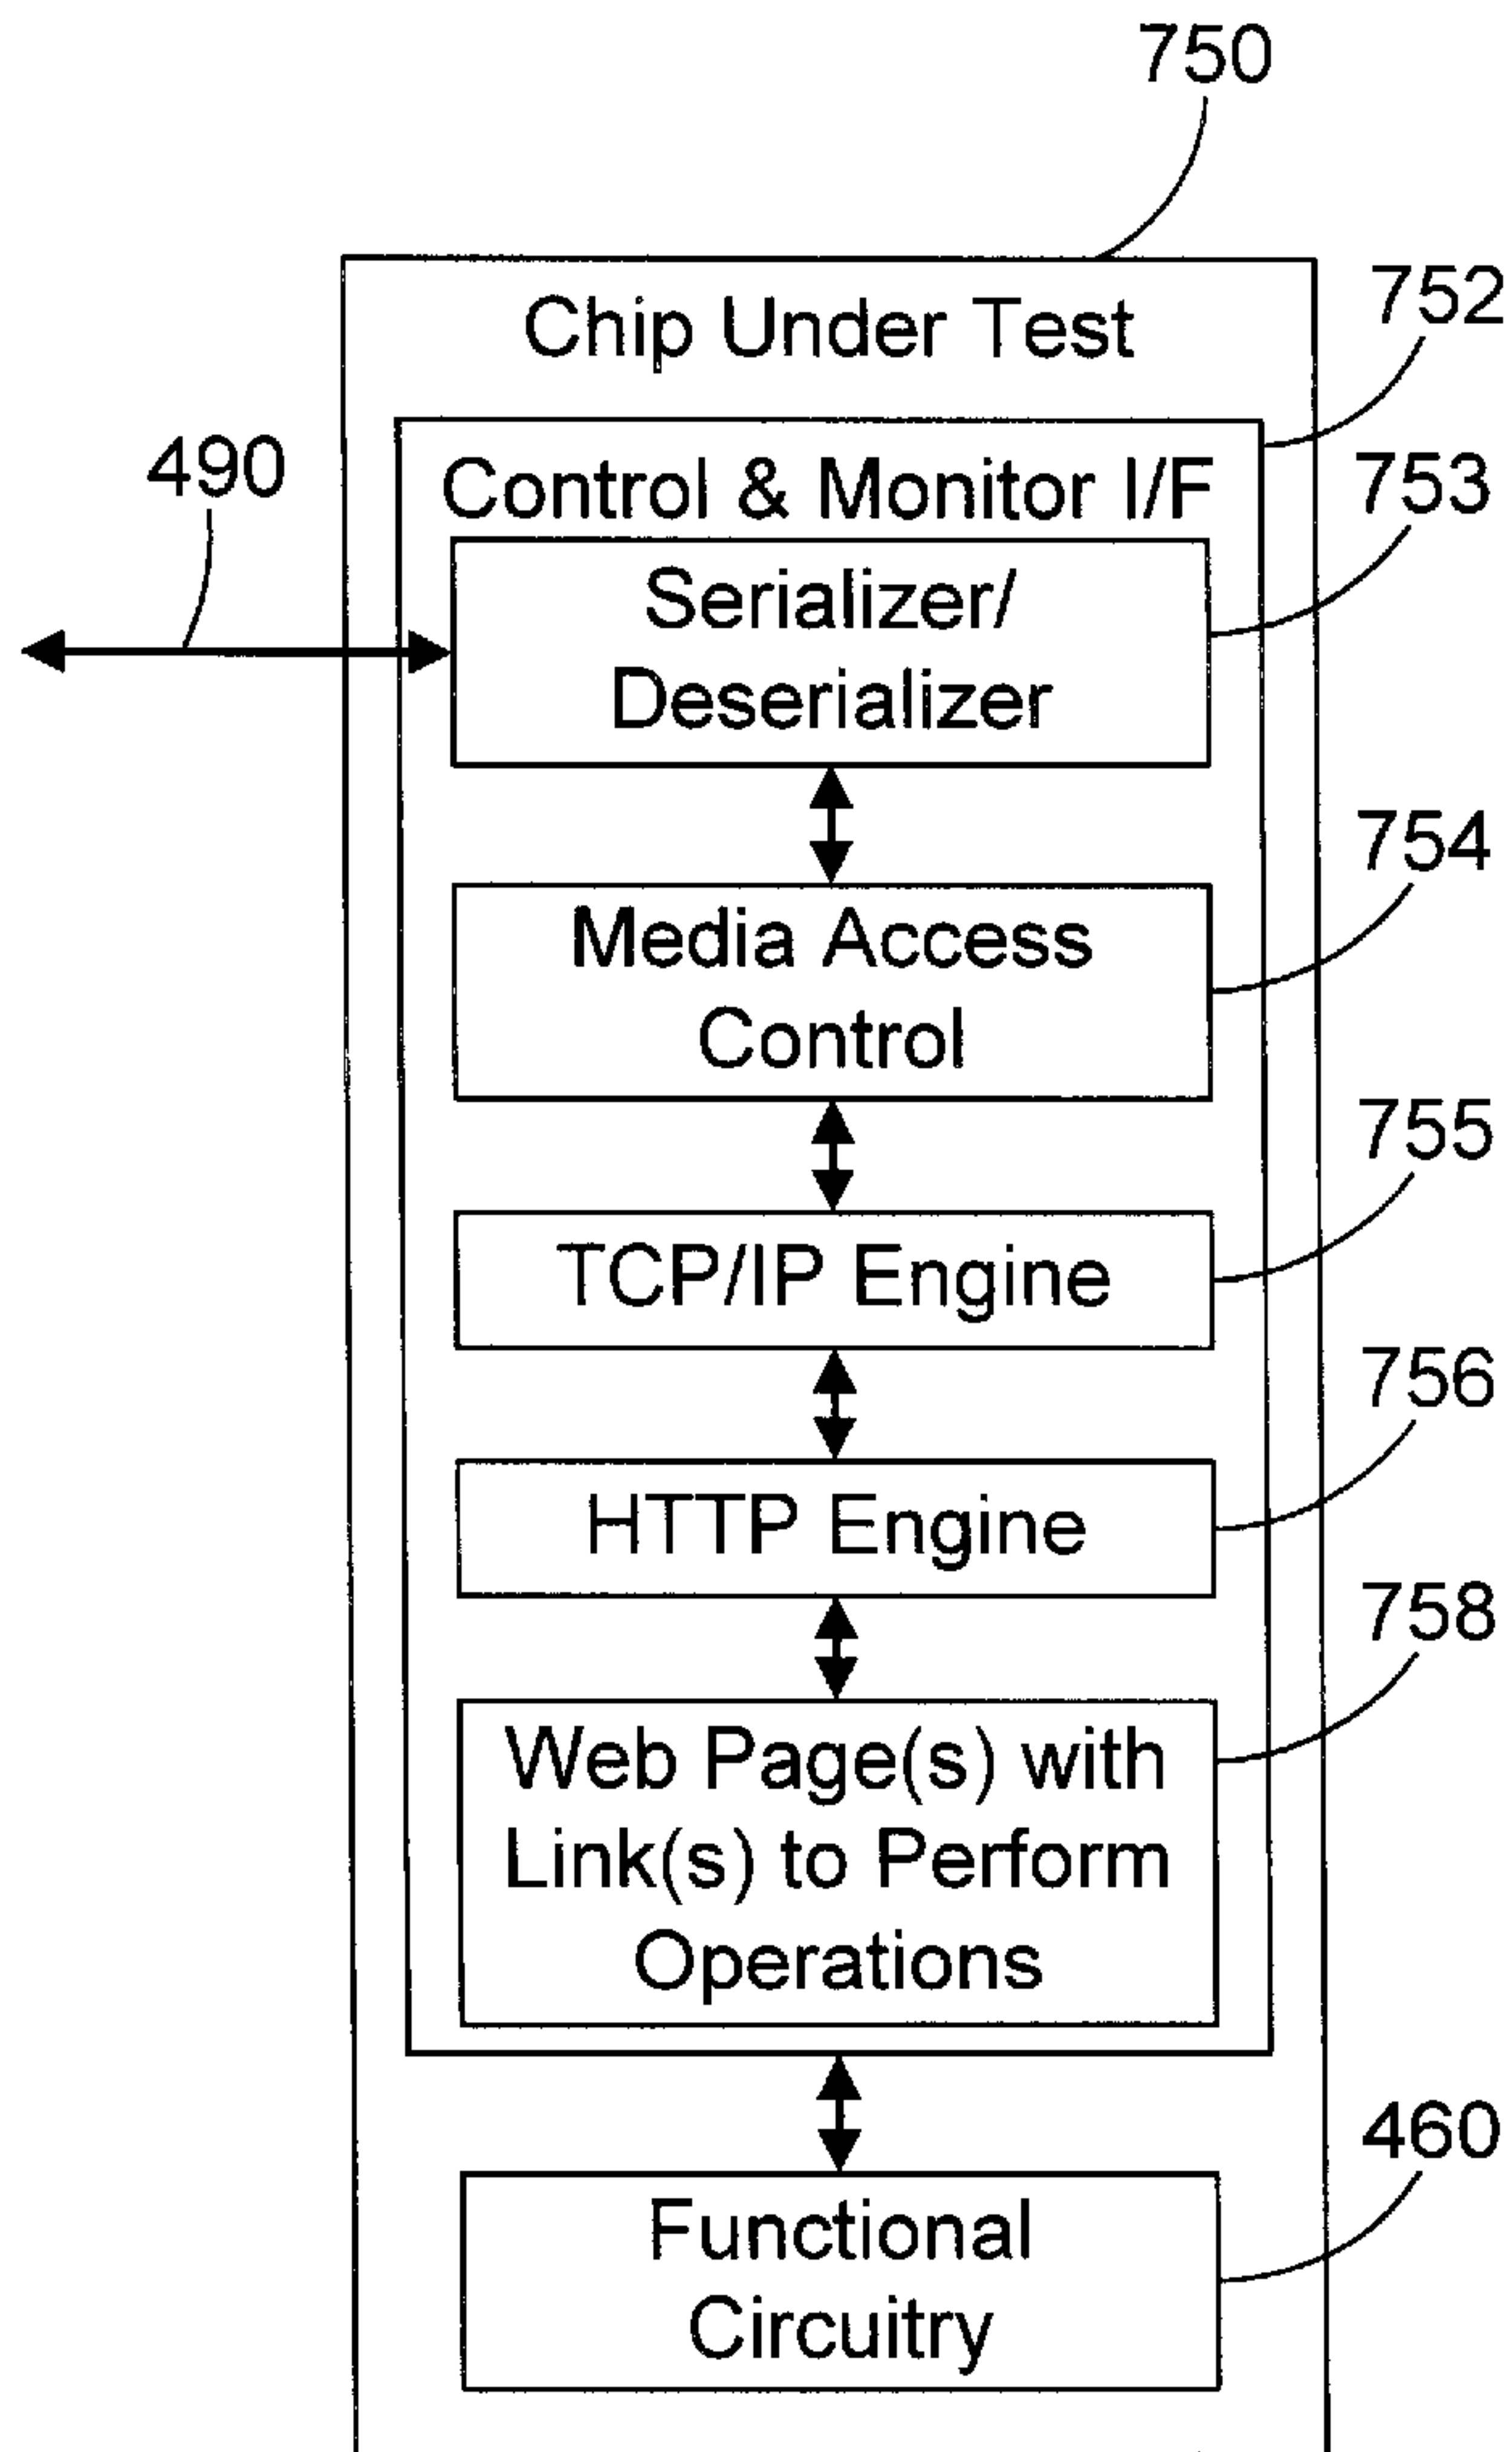 750
Chip Under Test
752
Control & Monitor I/F
490
753
Serializer/
Deserializer
754
Media Access
Control
755
TCP/IP Engine
756
HTTP Engine
758
Web Page(s) with
Link(s) to Perform
Operations
460
Functional
Circuitry